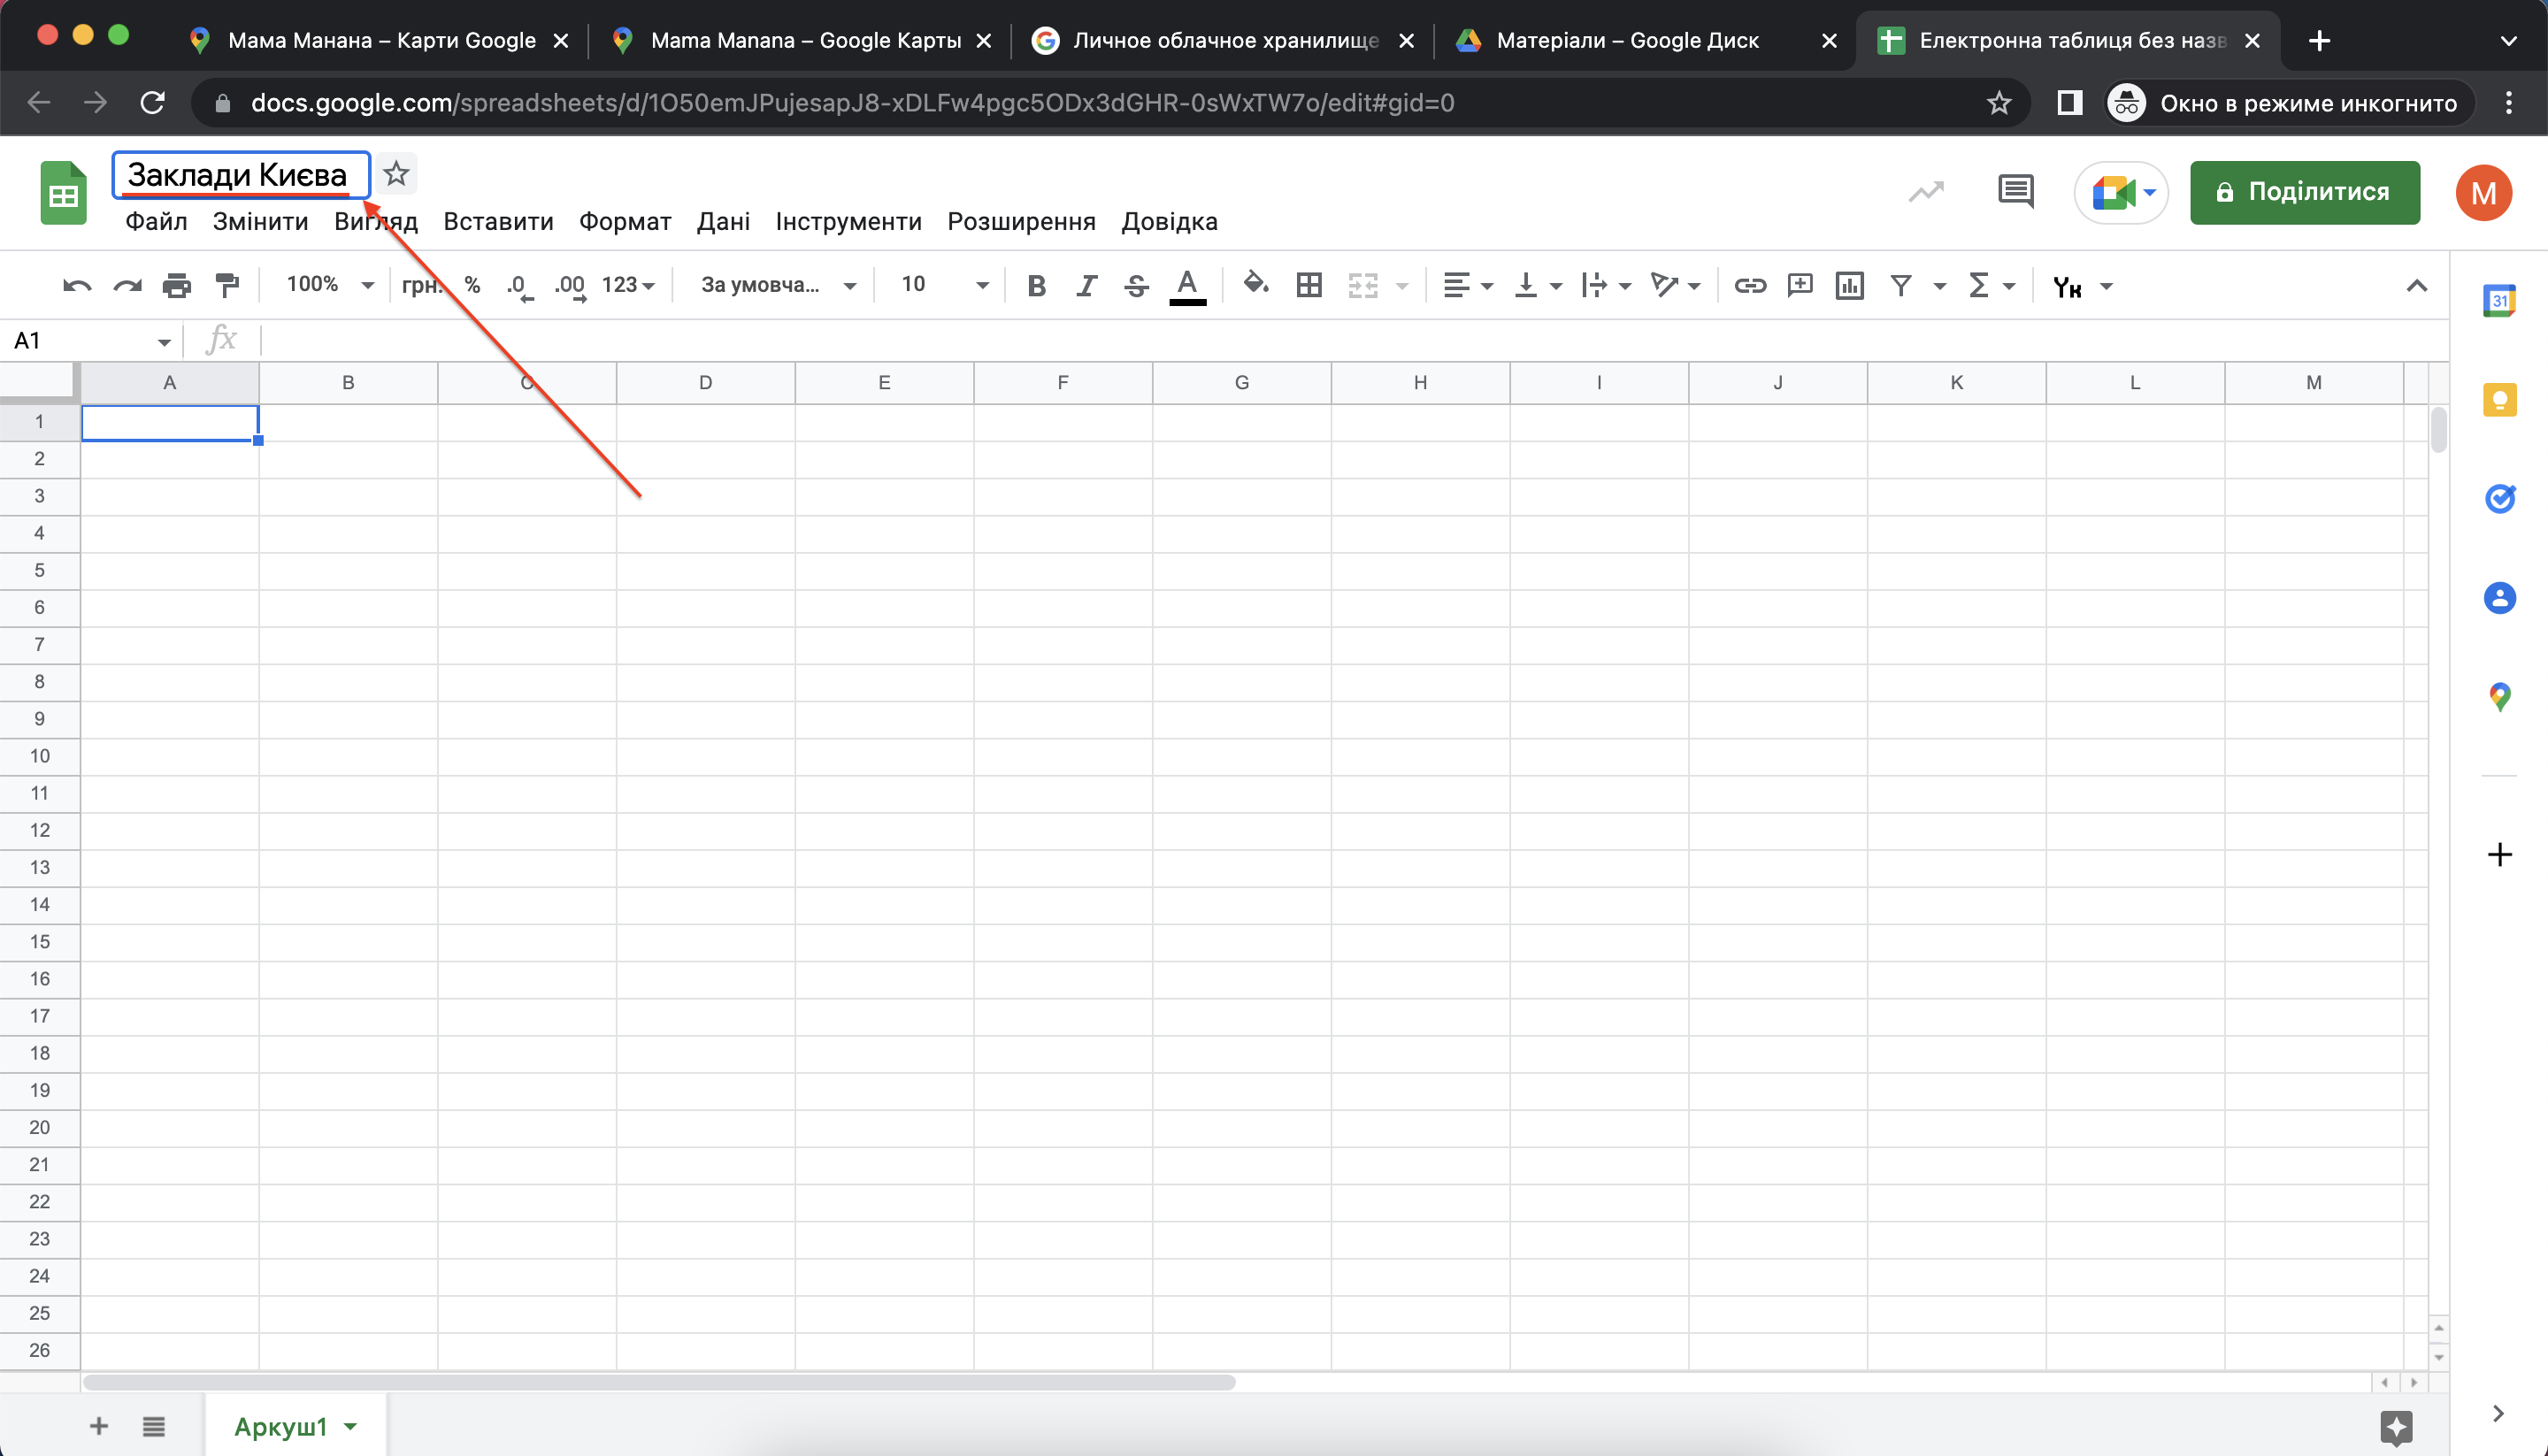 Мама Манана – Карти Google
Mama Manana – Google Карты
Личное облачное хранилище
Матеріали – Google Диск
Електронна таблиця без назв
docs.google.com/spreadsheets/d/1O50emJPujesapJ8-xDLFw4pgc5ODx3dGHR-0sWxTW7o/edit#gid=0
Окно в режиме инкогнито
Заклади Києва
Поділитися
M
Файл Змінити Вигляд Вставити Формат Дані Інструменти Розширення Довідка
100% грн. % .0 .00 123 За умовча... 10 B I S A Σ Ук
31
A1 fx
A B C D E F G H I J K L M
1
2
3
4
5
6
7
8
9
10
11
12
13
14
15
16
17
18
19
20
21
22
23
24
25
26
Аркуш1